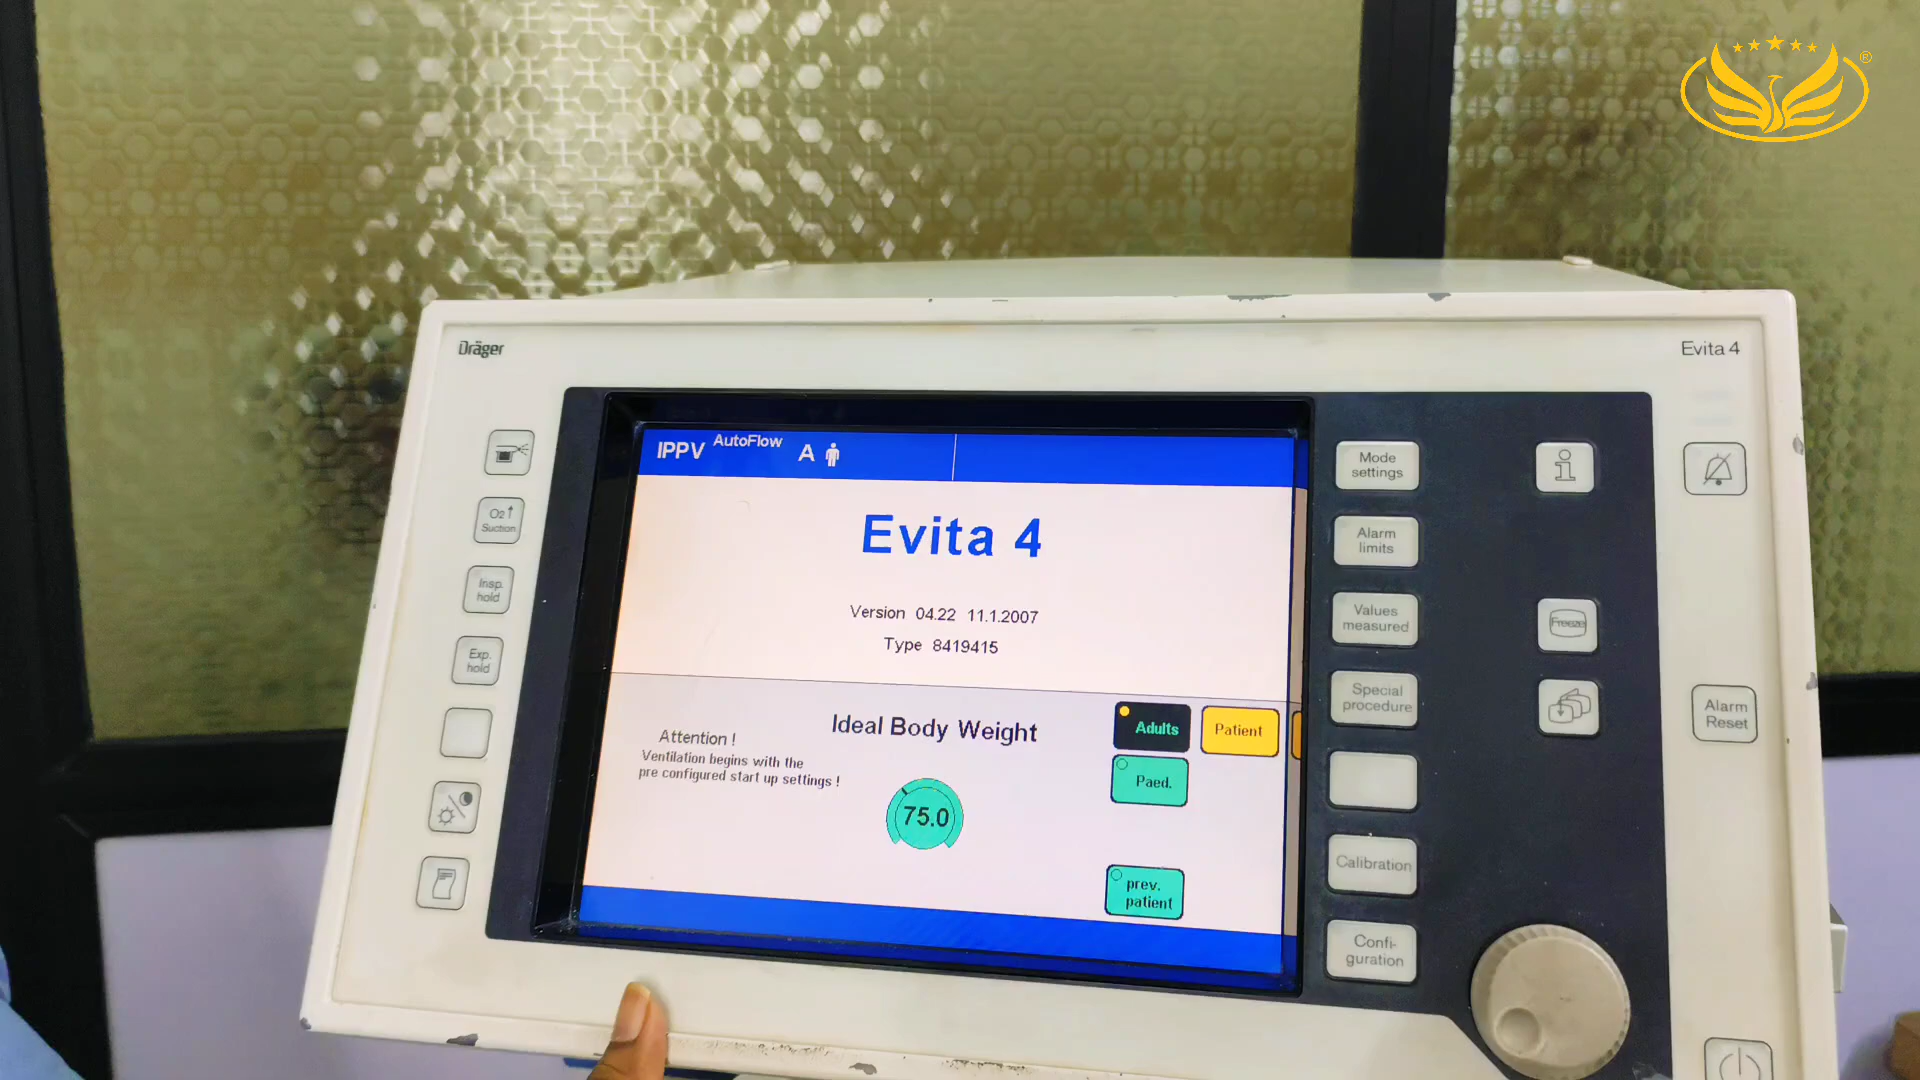 ®
Dräger
Evita 4
IPPV AutoFlow A
Evita 4
Version 04.22 11.1.2007
Type 8419415
Attention !
Ventilation begins with the
pre configured start up settings !
Ideal Body Weight
75.0
Adults
Patient
Paed.
prev.
patient
O2↑
Suction
Insp.
hold
Exp.
hold
Mode
settings
Alarm
limits
Values
measured
Special
procedure
Calibration
Confi-
guration
i
Freeze
Alarm
Reset